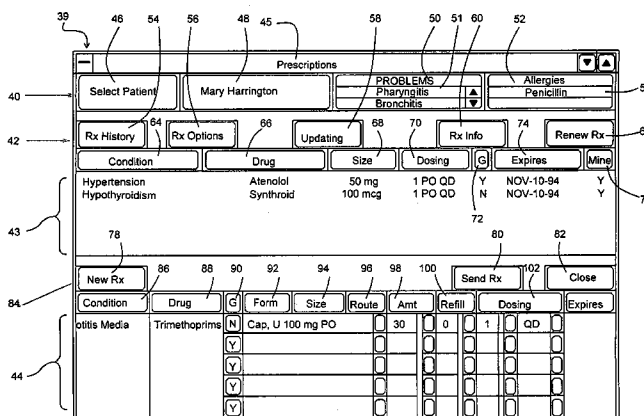 39 46 54 56 48 45 58 50 51 60 52
Prescriptions
40 Select Patient Mary Harrington PROBLEMS Allergies
Pharyngitis Penicillin
Bronchitis
42 Rx History Rx Options Updating Rx Info Renew Rx
64 66 68 70 74
Condition Drug Size Dosing G Expires Mine
43 Hypertension Atenolol 50 mg 1 PO QD Y NOV-10-94 Y
Hypothyroidism Synthroid 100 mcg 1 PO QD N NOV-10-94 Y
72
78 80 82
New Rx Send Rx Close
84 86 88 90 92 94 96 98 100 102
Condition Drug G Form Size Route Amt Refill Dosing Expires
otitis Media Trimethoprims N Cap, U 100 mg PO 30 0 1 QD
Y
Y
44 Y
Y